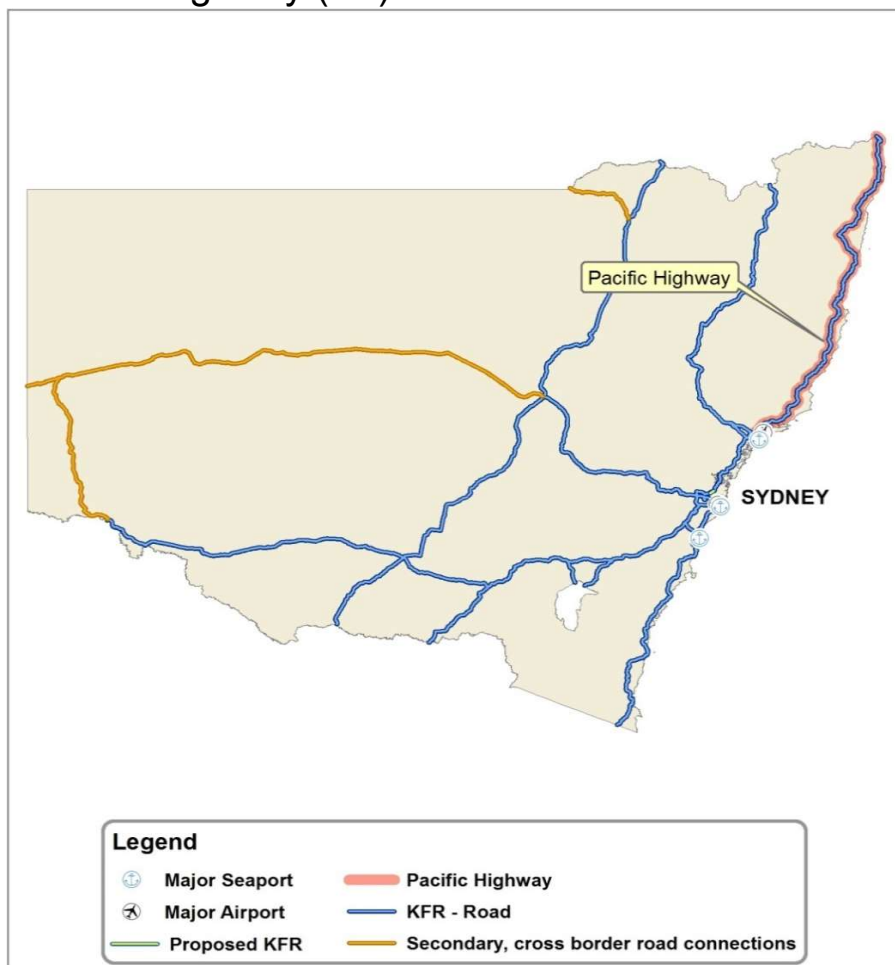 Pacific Highway
SYDNEY
Legend
Major Seaport
Pacific Highway
Major Airport
KFR - Road
Proposed KFR
Secondary, cross border road connections